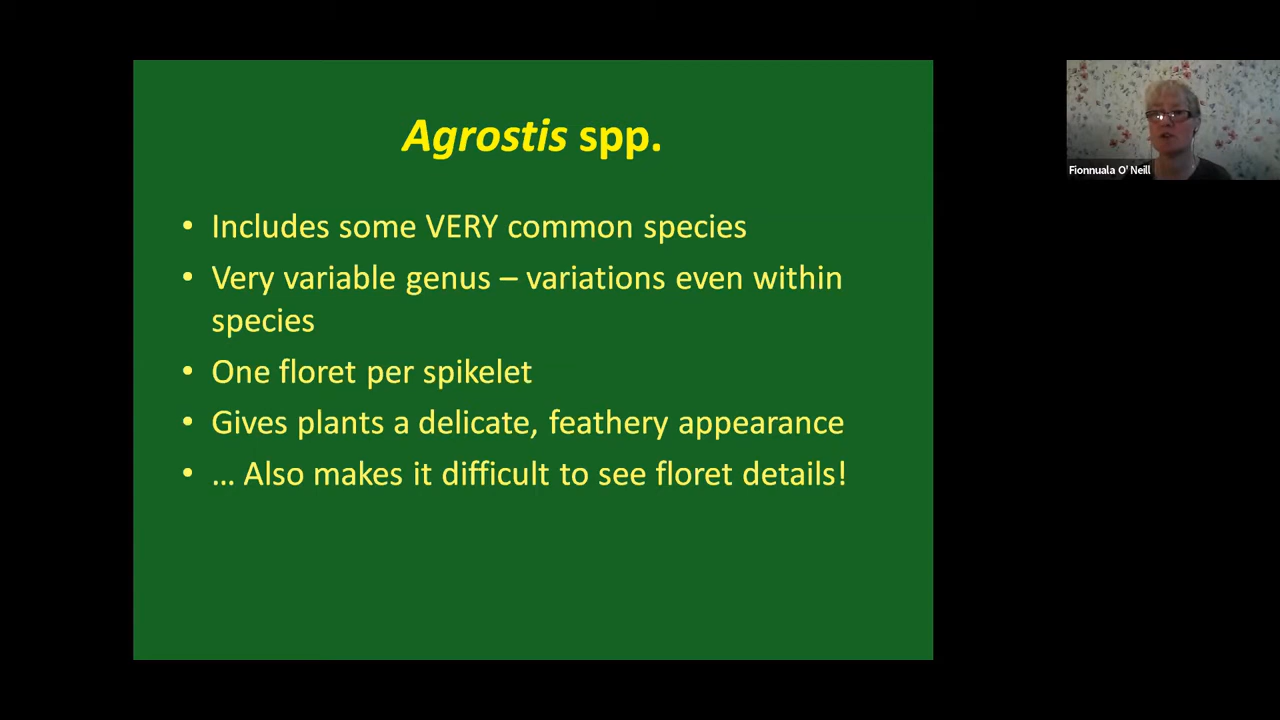 Agrostis spp.
• Includes some VERY common species
• Very variable genus – variations even within
species
• One floret per spikelet
• Gives plants a delicate, feathery appearance
• … Also makes it difficult to see floret details!
Fionnuala O' Neill